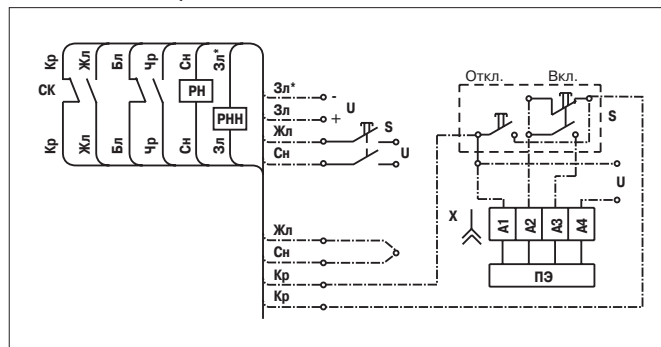 Кр Жл Бл Чр Сн Зл*
СК
РН
РНН
Кр Жл Бл Чр Сн Зл
Зл* -
U
Зл +
Жл S
Сн U
Откл. Вкл.
S
U
X
А1 А2 А3 А4
ПЭ
Жл
Сн
Кр
Кр